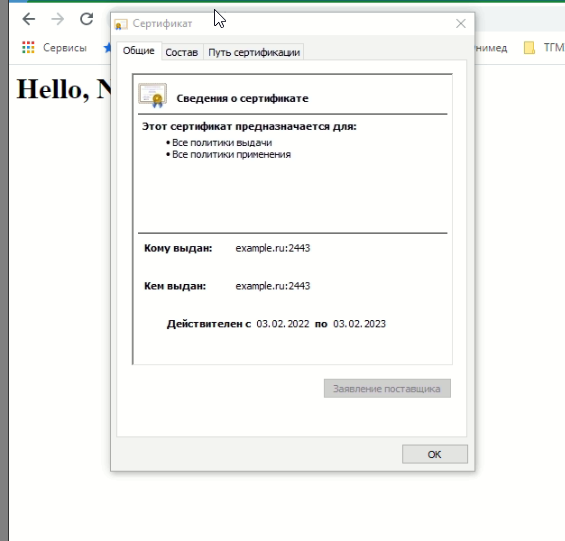 Сертификат
Сервисы
нимед
ТГМ
Общие
Состав
Путь сертификации
Hello, N
Сведения о сертификате
Этот сертификат предназначается для:
• Все политики выдачи
• Все политики применения
Кому выдан: example.ru:2443
Кем выдан: example.ru:2443
Действителен с 03.02.2022 по 03.02.2023
Заявление поставщика
ОК